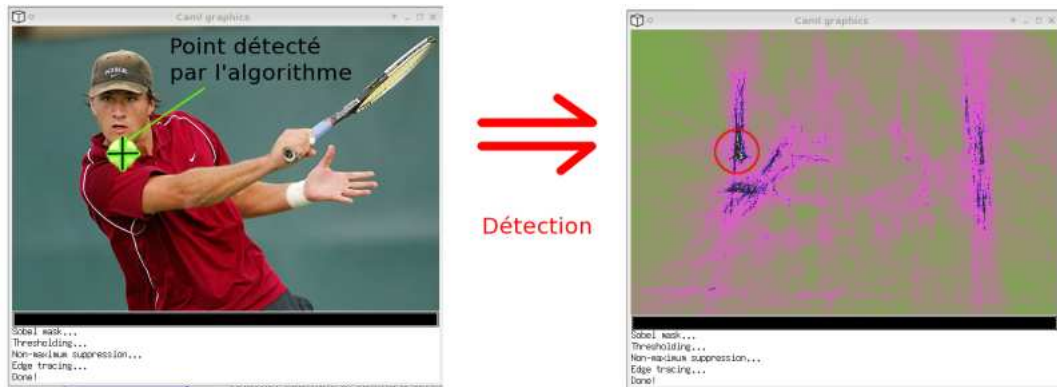 Caml graphics
Point détecté
par l'algorithme
NIKE
Sobel mask...
Thresholding...
Non-maximum suppression...
Edge tracing...
Done!
Détection
Caml graphics
Sobel mask...
Thresholding...
Non-maximum suppression...
Edge tracing...
Done!